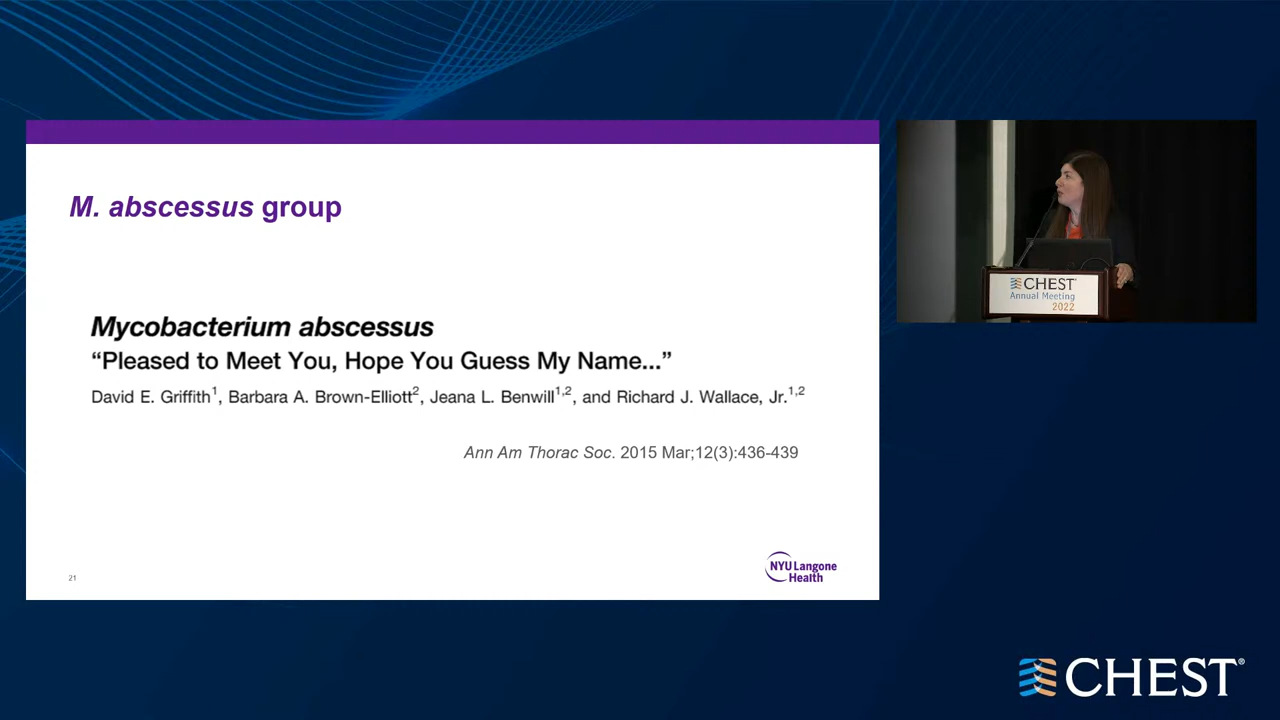 M. abscessus group
Mycobacterium abscessus
“Pleased to Meet You, Hope You Guess My Name...”
David E. Griffith1, Barbara A. Brown-Elliott2, Jeana L. Benwill1,2, and Richard J. Wallace, Jr.1,2
Ann Am Thorac Soc. 2015 Mar;12(3):436-439
21
NYU Langone
Health
CHEST®
Annual Meeting
2022
CHEST®